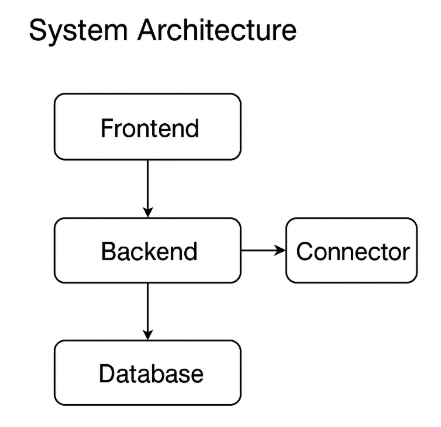 System Architecture
Frontend
Backend
Connector
Database